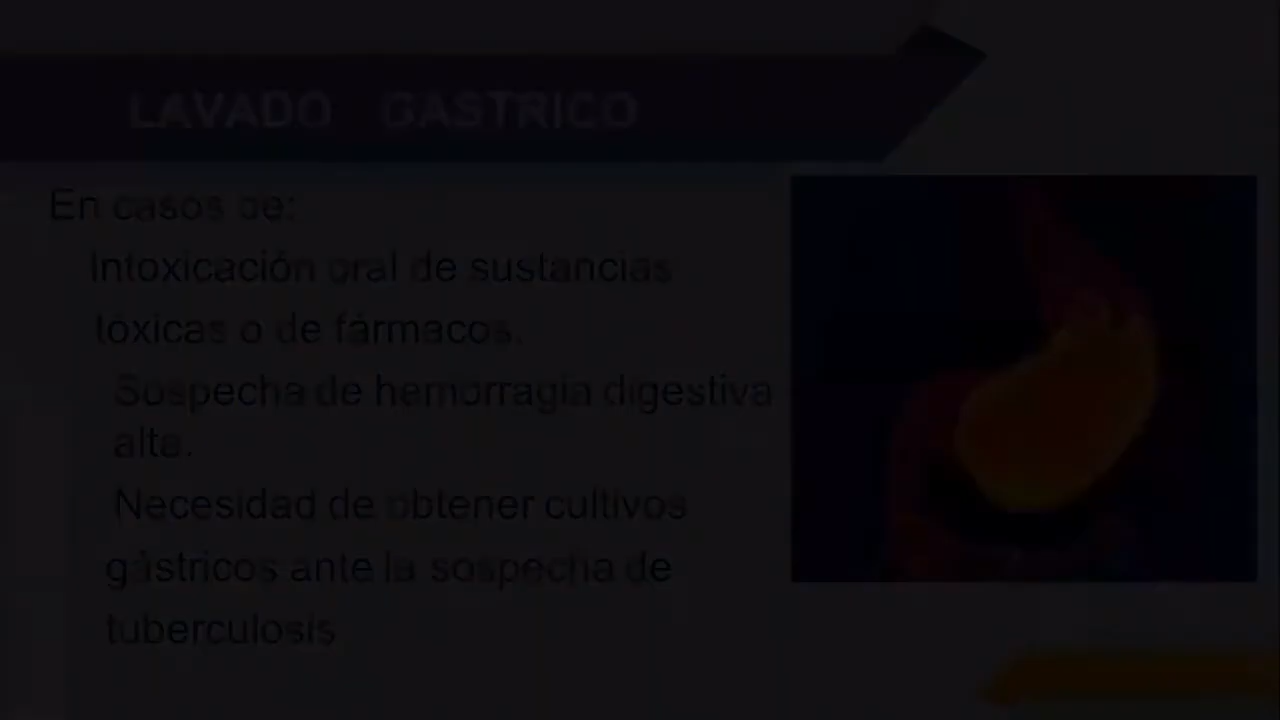 LAVADO GASTRICO
En casos de:
Intoxicación oral de sustancias
tóxicas o de fármacos.
Sospecha de hemorragia digestiva
alta.
Necesidad de obtener cultivos
gástricos ante la sospecha de
tuberculosis